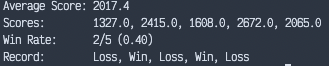 Average Score: 2017.4
Scores:        1327.0, 2415.0, 1608.0, 2672.0, 2065.0
Win Rate:      2/5 (0.40)
Record:        Loss, Win, Loss, Win, Loss